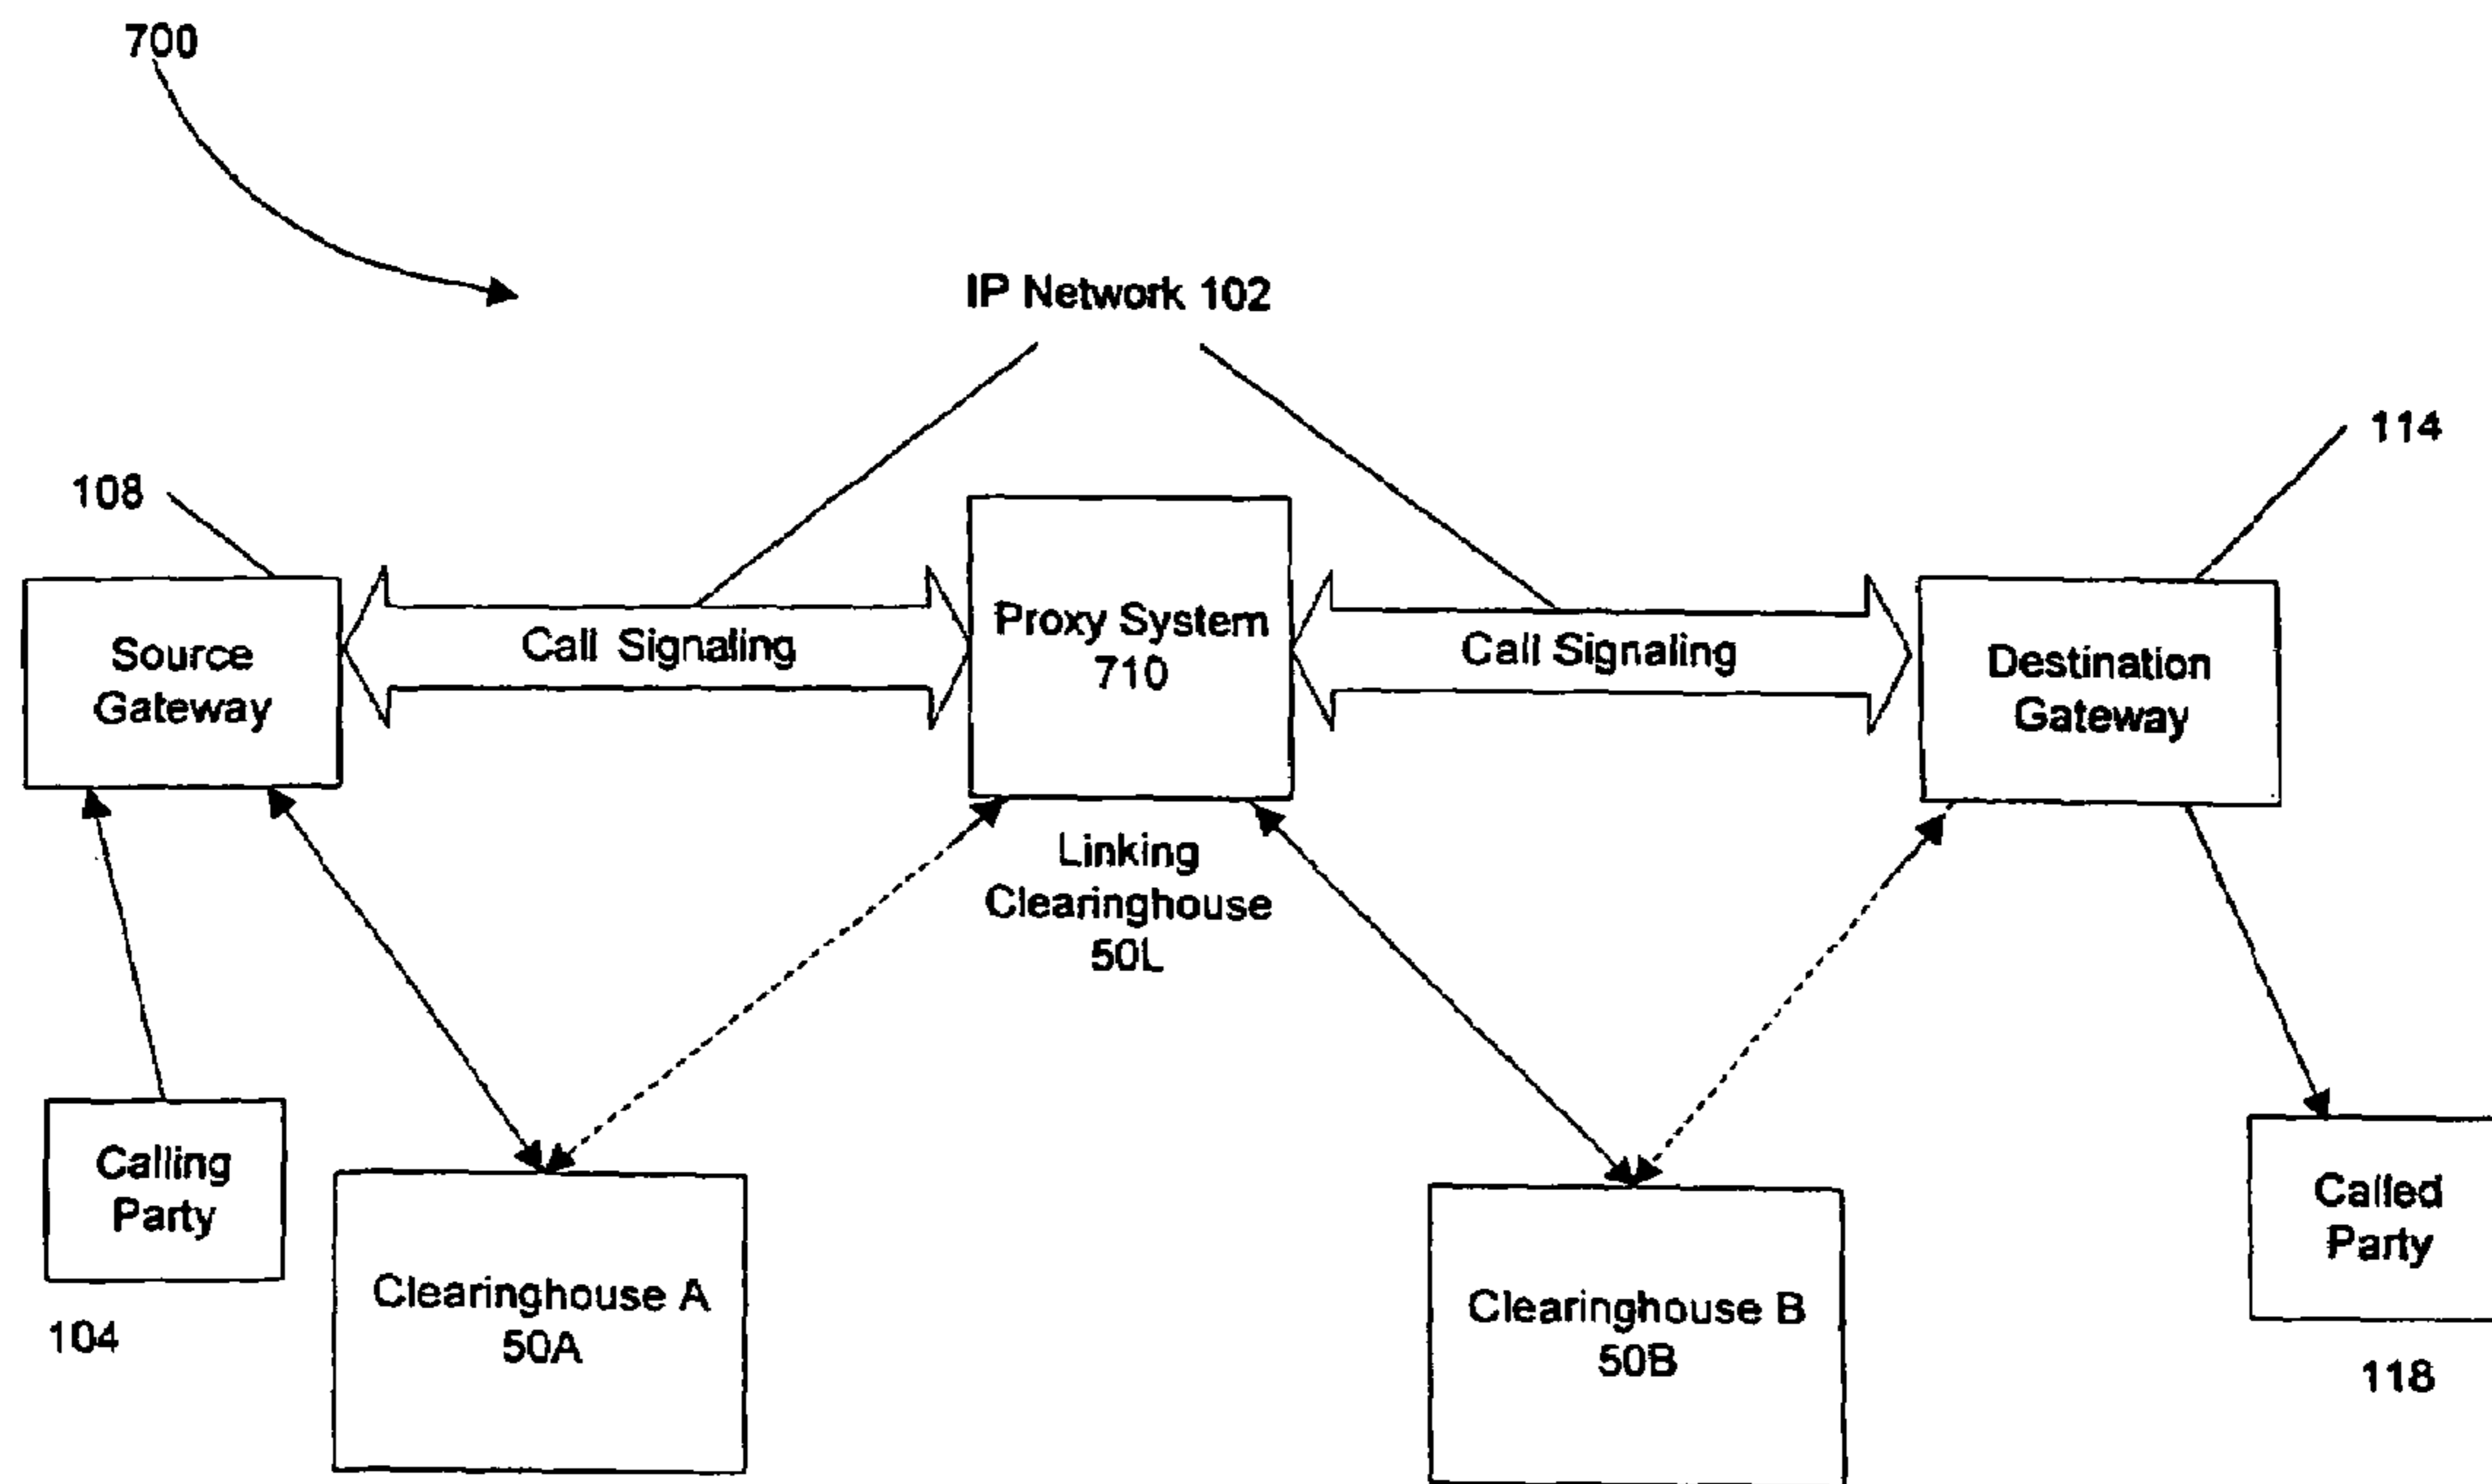 700
IP Network 102
114
108
Source
Gateway
Call Signaling
Proxy System
710
Call Signaling
Destination
Gateway
Linking
Clearinghouse
50L
Calling
Party
104
Clearinghouse A
50A
Clearinghouse B
50B
Called
Party
118